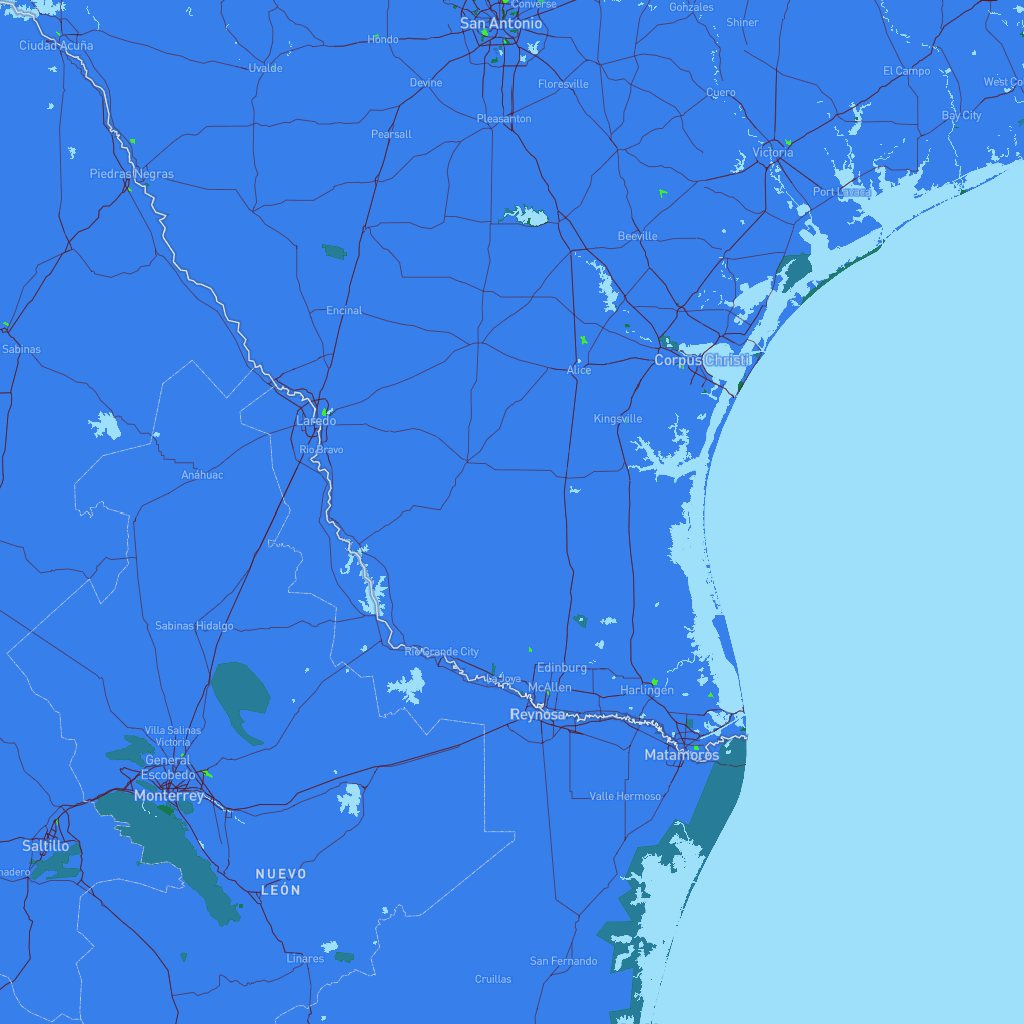 Converse
Gonzales
San Antonio
Shiner
Hondo
Ciudad Acuña
Uvalde
El Campo
Devine
Floresville
Cuero
Bay City
Pleasanton
Pearsall
Victoria
Piedras Negras
Port Lavaca
Beeville
Encinal
Sabinas
Corpus Christi
Alice
Laredo
Kingsville
Rio Bravo
Anáhuac
Sabinas Hidalgo
Rio Grande City
Edinburg
La Joya
McAllen
Harlingen
Reynosa
Villa Salinas
Victoria
Matamoros
General
Escobedo
Monterrey
Valle Hermoso
Saltillo
NUEVO
LEÓN
Linares
San Fernando
Cruillas